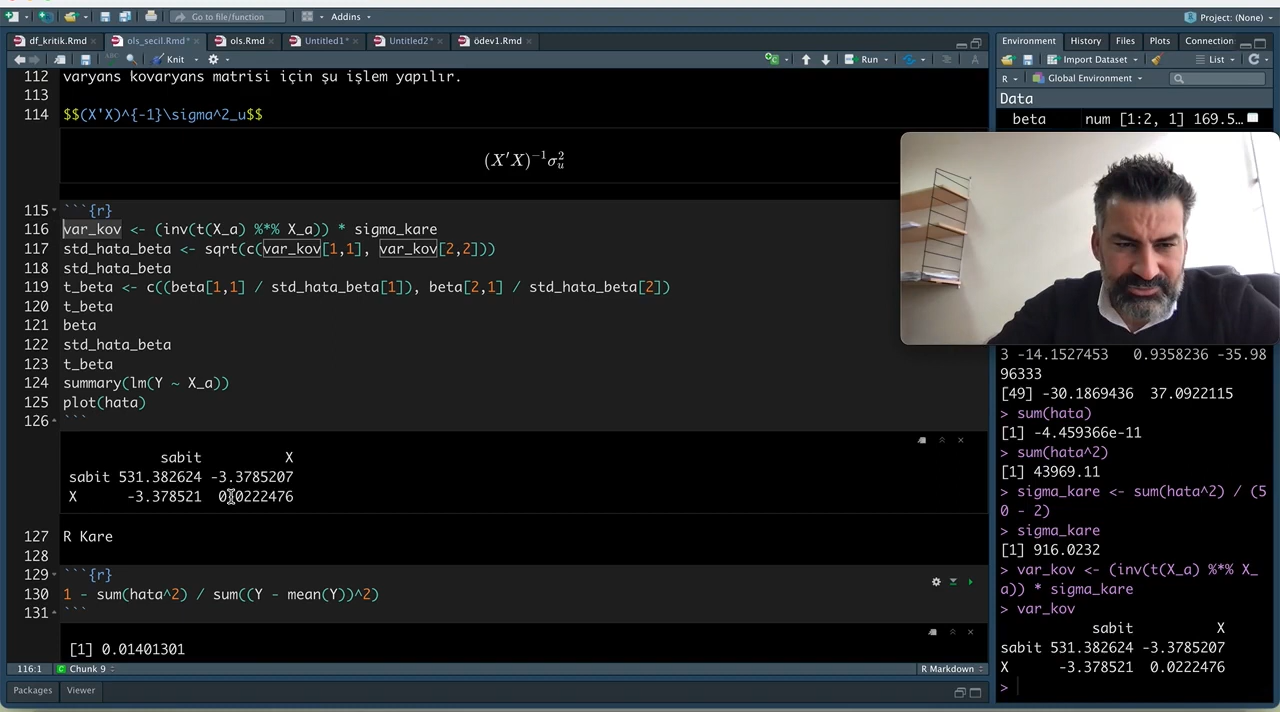 Go to file/function
Addins
Project: (None)
df_kritik.Rmd
ols_secil.Rmd*
ols.Rmd
Untitled1*
Untitled2*
ödev1.Rmd
Environment
History
Files
Plots
Connection
Knit
Run
Import Dataset
List
R
Global Environment
Data
beta num [1:2, 1] 169.5…
112 varyans kovaryans matrisi için şu işlem yapılır.
113
114 $$(X'X)^{-1}\sigma^2_u$$
(X′X)⁻¹σ²ᵤ
115 ```{r}
116 var_kov <- (inv(t(X_a) %*% X_a)) * sigma_kare
117 std_hata_beta <- sqrt(c(var_kov[1,1], var_kov[2,2]))
118 std_hata_beta
119 t_beta <- c((beta[1,1] / std_hata_beta[1]), beta[2,1] / std_hata_beta[2])
120 t_beta
121 beta
122 std_hata_beta
123 t_beta
124 summary(lm(Y ~ X_a))
125 plot(hata)
126 ```
sabit X
sabit 531.382624 -3.3785207
X -3.378521 0.0222476
127 R Kare
128
129 ```{r}
130 1 - sum(hata^2) / sum((Y - mean(Y))^2)
131 ```
[1] 0.01401301
116:1
Chunk 9
R Markdown
Packages
Viewer
3 -14.1527453 0.9358236 -35.98
96333
[49] -30.1869436 37.0922115
> sum(hata)
[1] -4.459366e-11
> sum(hata^2)
[1] 43969.11
> sigma_kare <- sum(hata^2) / (5
0 - 2)
> sigma_kare
[1] 916.0232
> var_kov <- (inv(t(X_a) %*% X_
a)) * sigma_kare
> var_kov
sabit X
sabit 531.382624 -3.3785207
X -3.378521 0.0222476
>